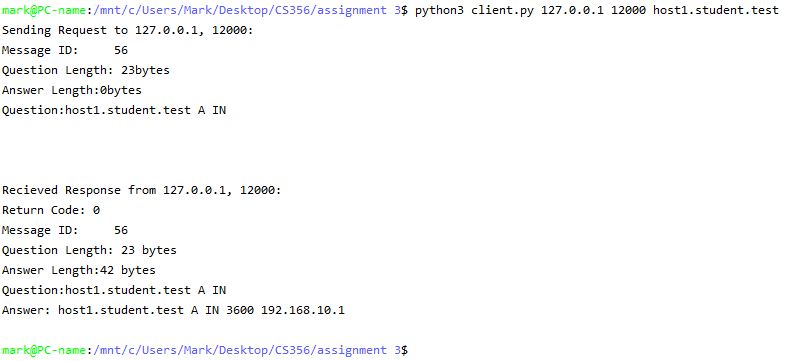 mark@PC-name:/mnt/c/Users/Mark/Desktop/CS356/assignment 3$ python3 client.py 127.0.0.1 12000 host1.student.test
Sending Request to 127.0.0.1, 12000:
Message ID:     56
Question Length: 23bytes
Answer Length:0bytes
Question:host1.student.test A IN
Recieved Response from 127.0.0.1, 12000:
Return Code: 0
Message ID:     56
Question Length: 23 bytes
Answer Length:42 bytes
Question:host1.student.test A IN
Answer: host1.student.test A IN 3600 192.168.10.1
mark@PC-name:/mnt/c/Users/Mark/Desktop/CS356/assignment 3$